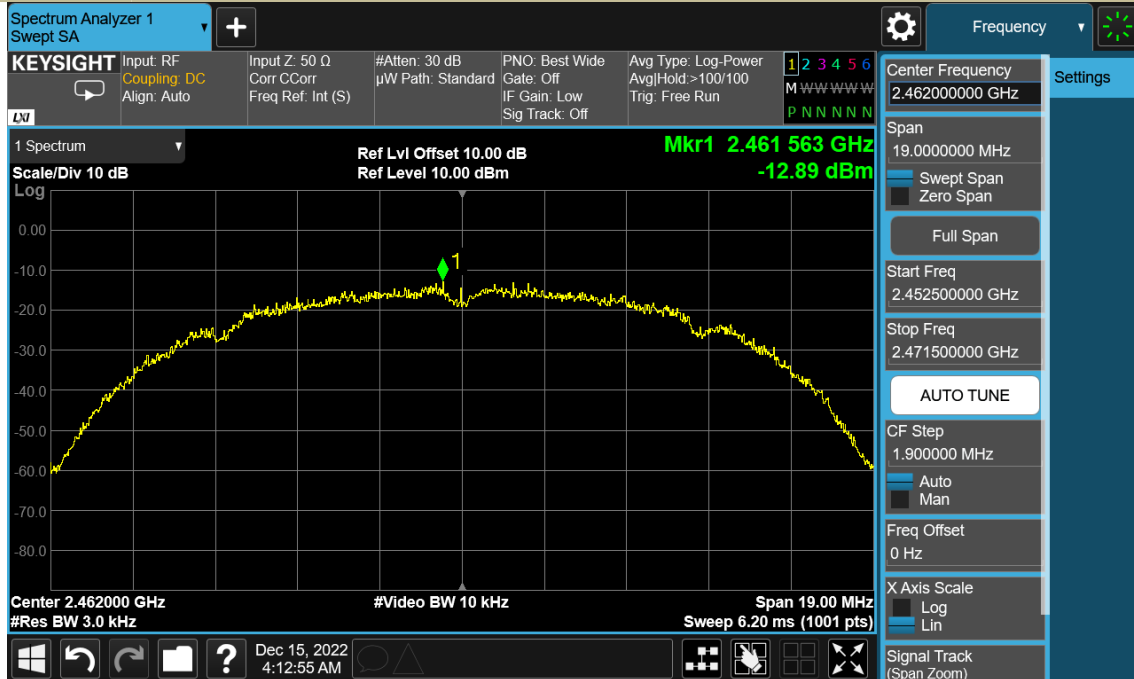 Spectrum Analyzer 1
Swept SA
Frequency
KEYSIGHT
LXI
Input: RF
Coupling: DC
Align: Auto
Input Z: 50 Ω
Corr CCorr
Freq Ref: Int (S)
#Atten: 30 dB
µW Path: Standard
PNO: Best Wide
Gate: Off
IF Gain: Low
Sig Track: Off
Avg Type: Log-Power
Avg|Hold:>100/100
Trig: Free Run
1 2 3 4 5 6
M W W W W W
P N N N N N
1 Spectrum
Scale/Div 10 dB
Ref Lvl Offset 10.00 dB
Ref Level 10.00 dBm
Mkr1 2.461 563 GHz
-12.89 dBm
Log
0.00
-10.0
-20.0
-30.0
-40.0
-50.0
-60.0
-70.0
-80.0
1
Center 2.462000 GHz
#Res BW 3.0 kHz
#Video BW 10 kHz
Span 19.00 MHz
Sweep 6.20 ms (1001 pts)
Center Frequency
2.462000000 GHz
Span
19.0000000 MHz
Swept Span
Zero Span
Full Span
Start Freq
2.452500000 GHz
Stop Freq
2.471500000 GHz
AUTO TUNE
CF Step
1.900000 MHz
Auto
Man
Freq Offset
0 Hz
X Axis Scale
Log
Lin
Signal Track
(Span Zoom)
Settings
?
Dec 15, 2022
4:12:55 AM